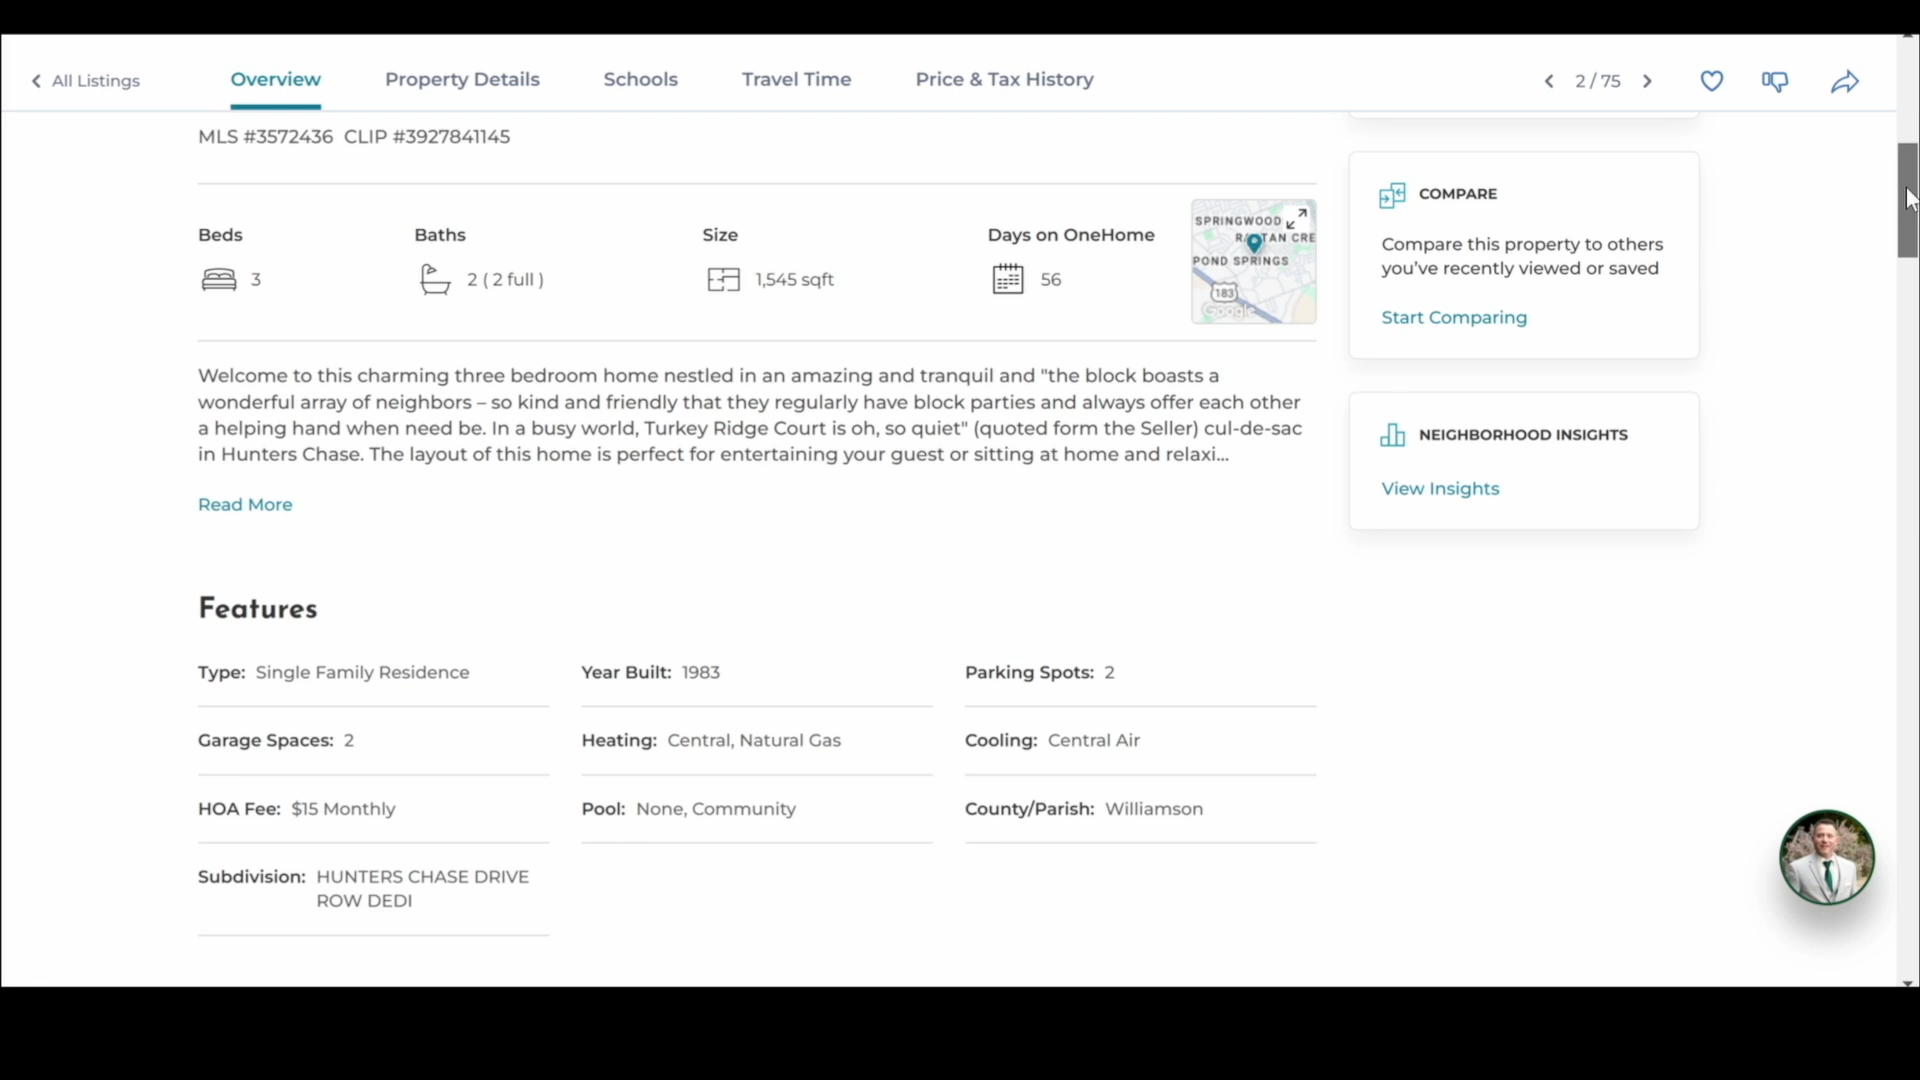 All Listings
Overview
Property Details
Schools
Travel Time
Price & Tax History
2 / 75
MLS #3572436 CLIP #3927841145
Beds
3
Baths
2 ( 2 full )
Size
1,545 sqft
Days on OneHome
56
SPRINGWOOD
TAN CRE
POND SPRINGS
183
Google
Welcome to this charming three bedroom home nestled in an amazing and tranquil and "the block boasts a
wonderful array of neighbors – so kind and friendly that they regularly have block parties and always offer each other
a helping hand when need be. In a busy world, Turkey Ridge Court is oh, so quiet" (quoted form the Seller) cul-de-sac
in Hunters Chase. The layout of this home is perfect for entertaining your guest or sitting at home and relaxi...
Read More
COMPARE
Compare this property to others
you've recently viewed or saved
Start Comparing
NEIGHBORHOOD INSIGHTS
View Insights
Features
Type: Single Family Residence
Year Built: 1983
Parking Spots: 2
Garage Spaces: 2
Heating: Central, Natural Gas
Cooling: Central Air
HOA Fee: $15 Monthly
Pool: None, Community
County/Parish: Williamson
Subdivision: HUNTERS CHASE DRIVE
ROW DEDI